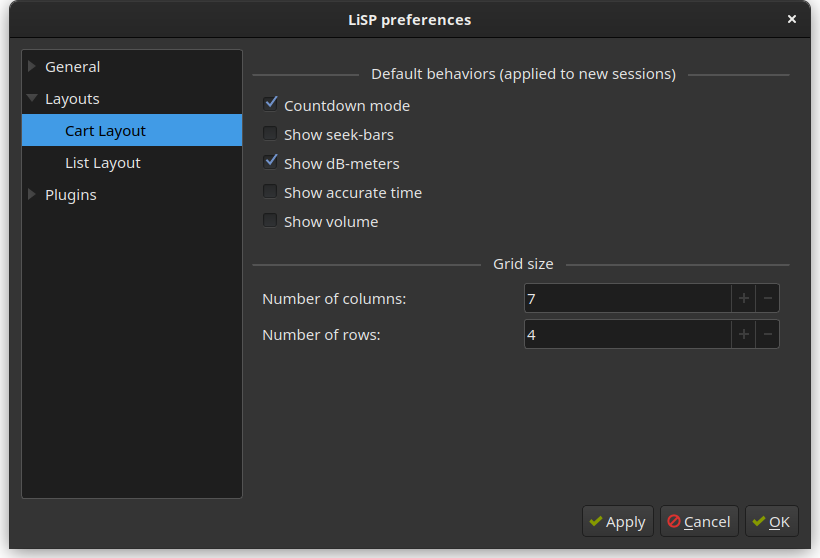 LiSP preferences
General
Layouts
Cart Layout
List Layout
Plugins
Default behaviors (applied to new sessions)
Countdown mode
Show seek-bars
Show dB-meters
Show accurate time
Show volume
Grid size
Number of columns: 7
Number of rows: 4
Apply Cancel OK